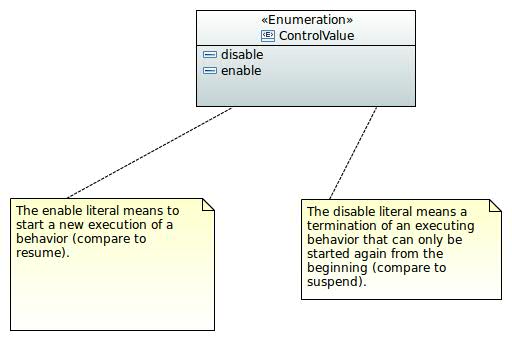 «Enumeration»
«E» ControlValue
disable
enable
The enable literal means to
start a new execution of a
behavior (compare to
resume).
The disable literal means a
termination of an executing
behavior that can only be
started again from the
beginning (compare to
suspend).